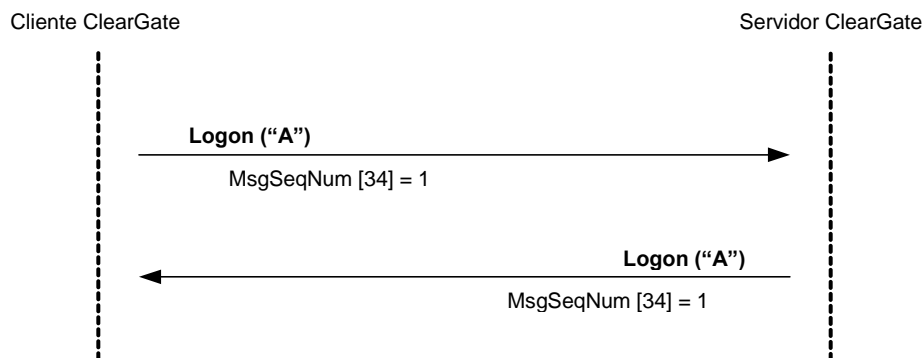 Cliente ClearGate
Servidor ClearGate
Logon (“A”)
MsgSeqNum [34] = 1
Logon (“A”)
MsgSeqNum [34] = 1